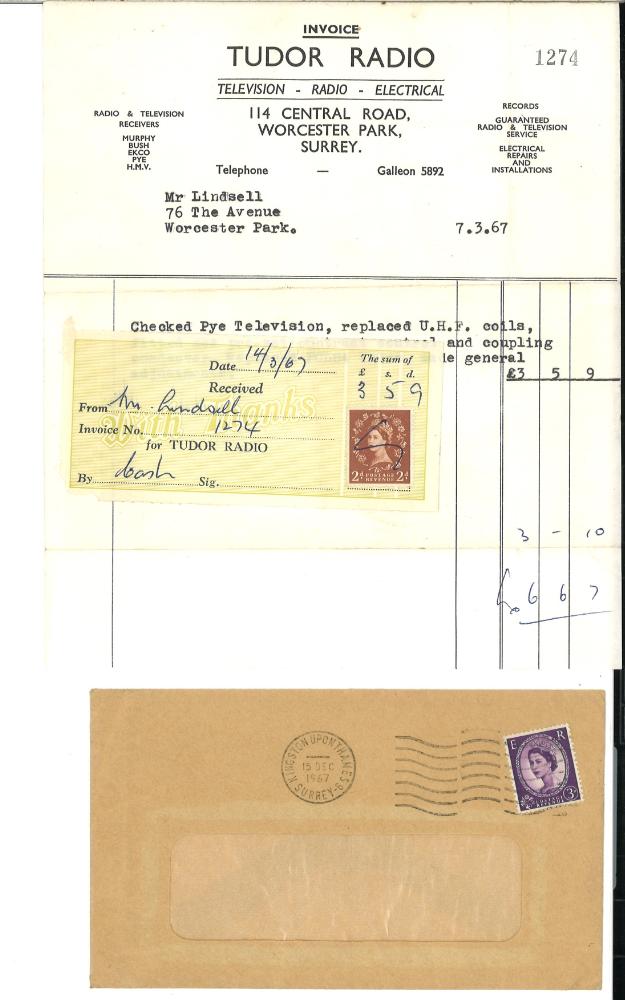 INVOICE
TUDOR RADIO
1274
TELEVISION - RADIO - ELECTRICAL
114 CENTRAL ROAD,
WORCESTER PARK,
SURREY.
Telephone — Galleon 5892
RADIO & TELEVISION
RECEIVERS
MURPHY
BUSH
EKCO
PYE
H.M.V.
RECORDS
GUARANTEED
RADIO & TELEVISION
SERVICE
ELECTRICAL
REPAIRS
AND
INSTALLATIONS
Mr Lindsell
76 The Avenue
Worcester Park.
7.3.67
Checked Pye Television, replaced U.H.F. coils,
and coupling
general
£3 5 9
Date 14/3/67
The sum of
£ s. d.
3 5 9
Received
From Mr. Lindsell
With Thanks
Invoice No. 1274
for TUDOR RADIO
By Cash Sig.
2d POSTAGE REVENUE 2d
3 - 10
6 6 7
KINGSTON UPON THAMES
15 DEC
1967
SURREY
E R
POSTAGE
3d